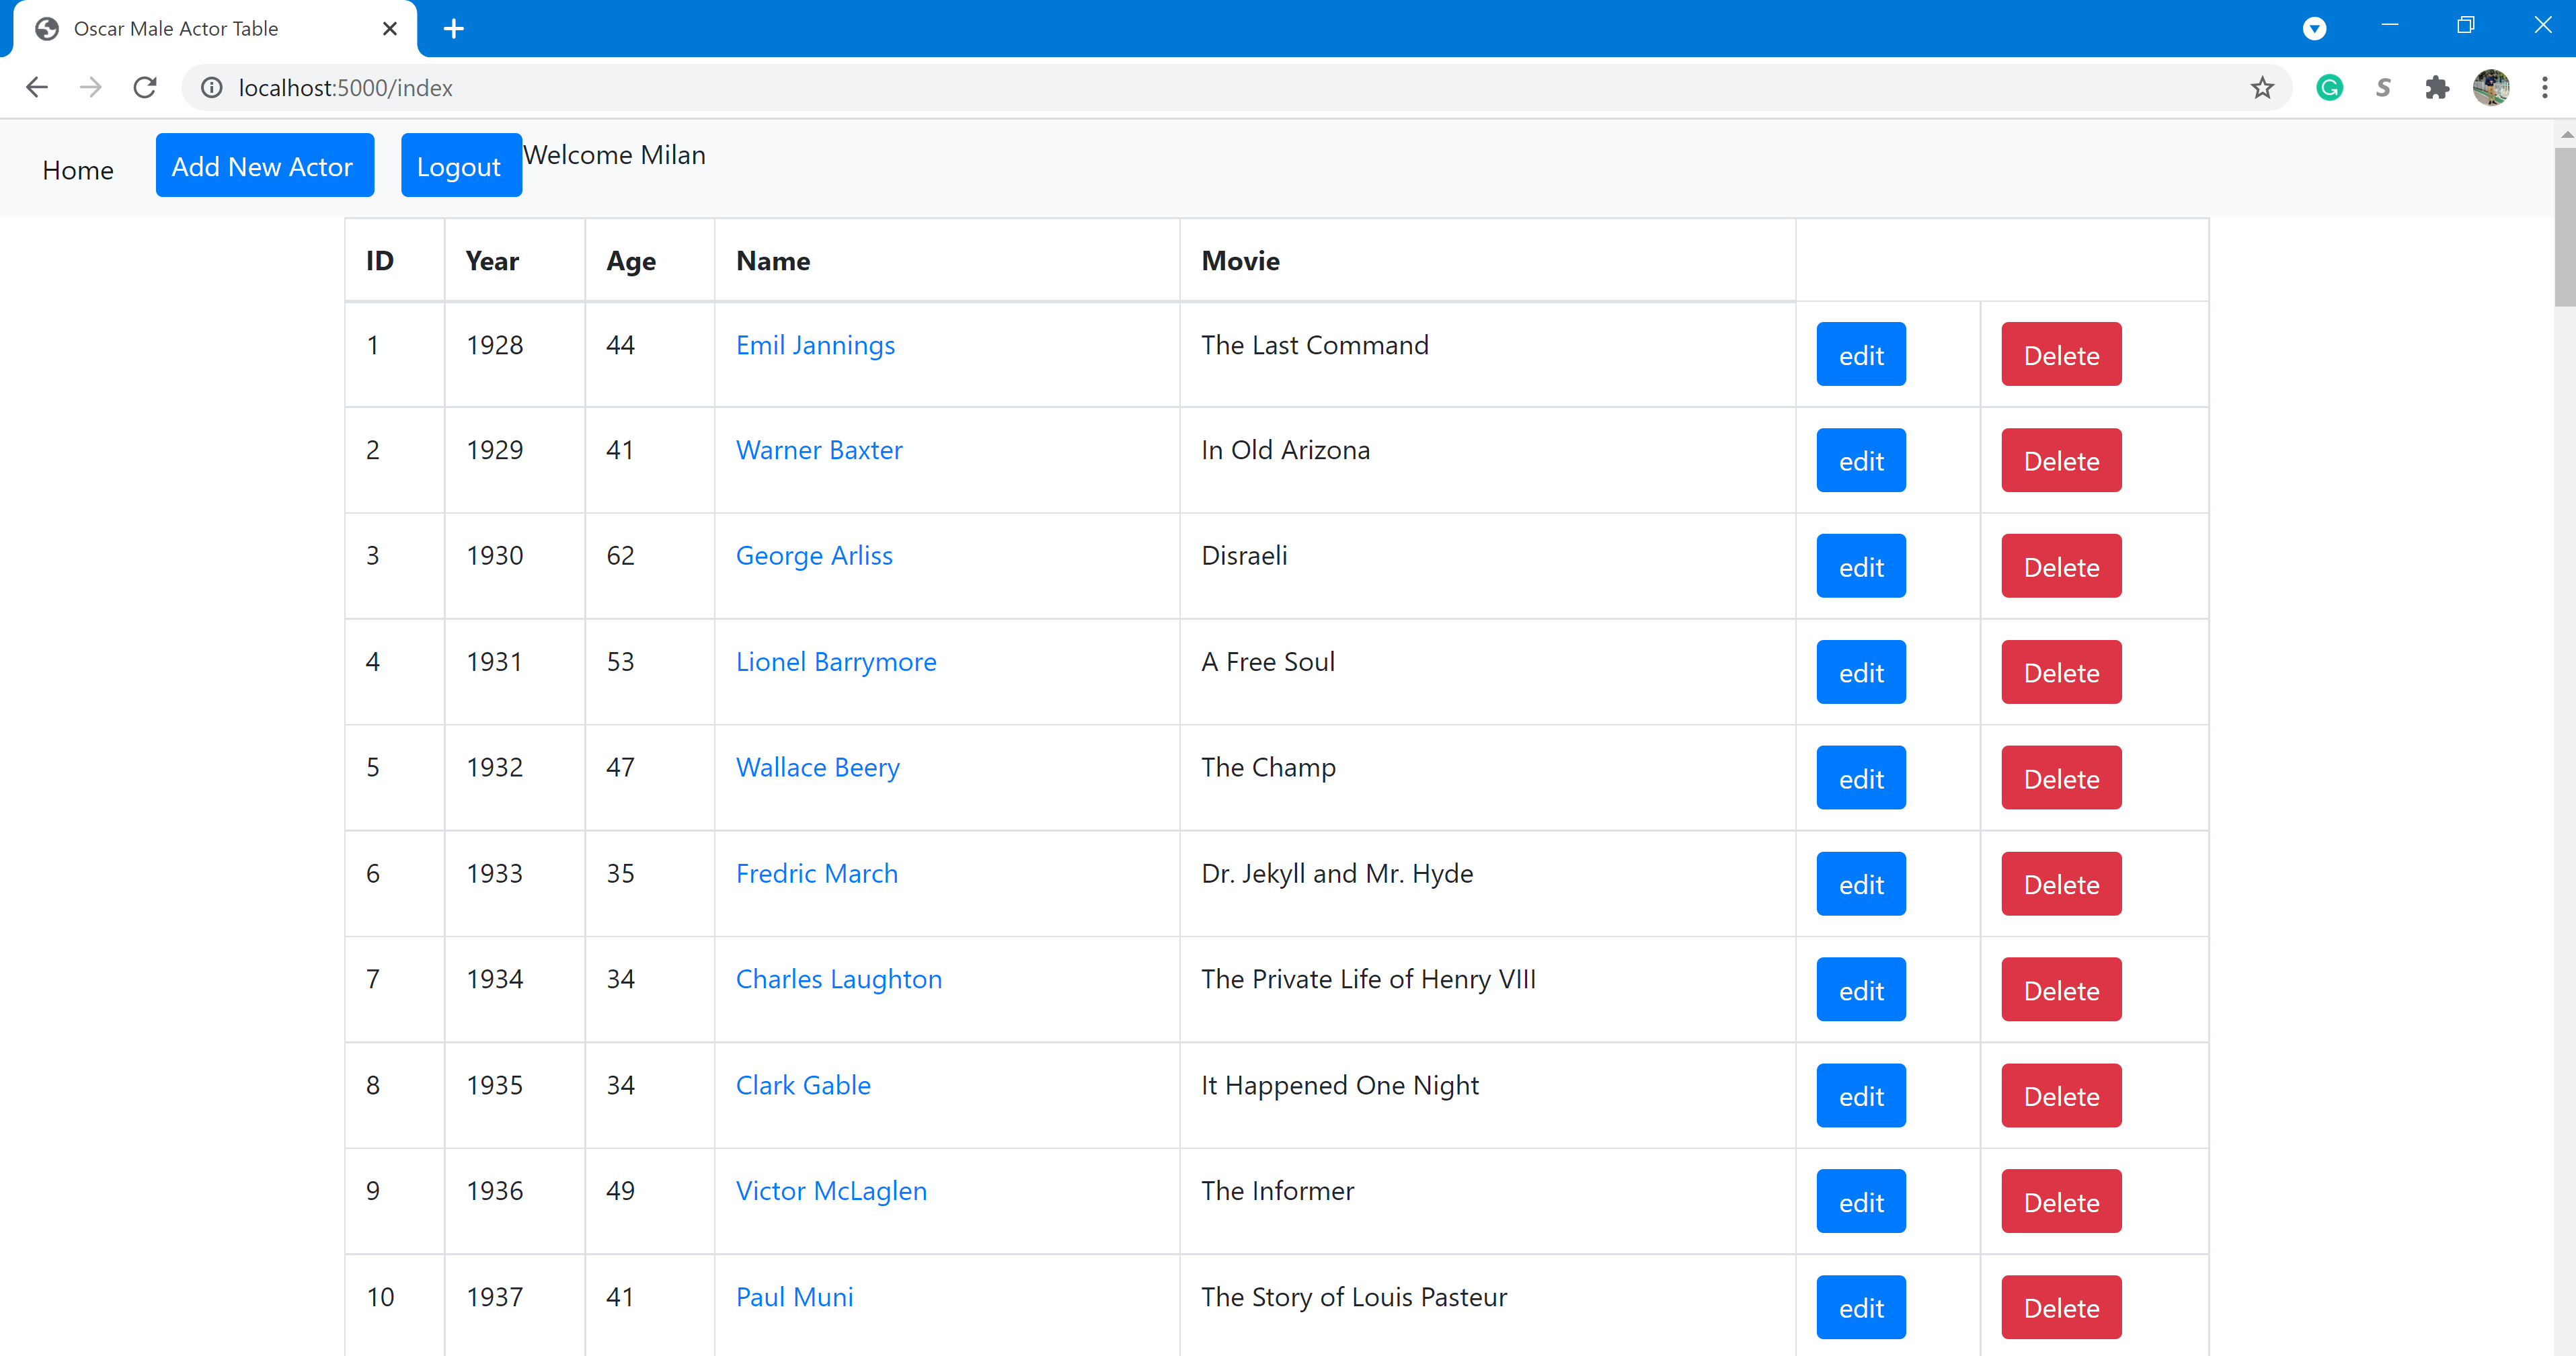 Oscar Male Actor Table
localhost:5000/index
Home Add New Actor Logout Welcome Milan
ID Year Age Name Movie
1 1928 44 Emil Jannings The Last Command edit Delete
2 1929 41 Warner Baxter In Old Arizona edit Delete
3 1930 62 George Arliss Disraeli edit Delete
4 1931 53 Lionel Barrymore A Free Soul edit Delete
5 1932 47 Wallace Beery The Champ edit Delete
6 1933 35 Fredric March Dr. Jekyll and Mr. Hyde edit Delete
7 1934 34 Charles Laughton The Private Life of Henry VIII edit Delete
8 1935 34 Clark Gable It Happened One Night edit Delete
9 1936 49 Victor McLaglen The Informer edit Delete
10 1937 41 Paul Muni The Story of Louis Pasteur edit Delete